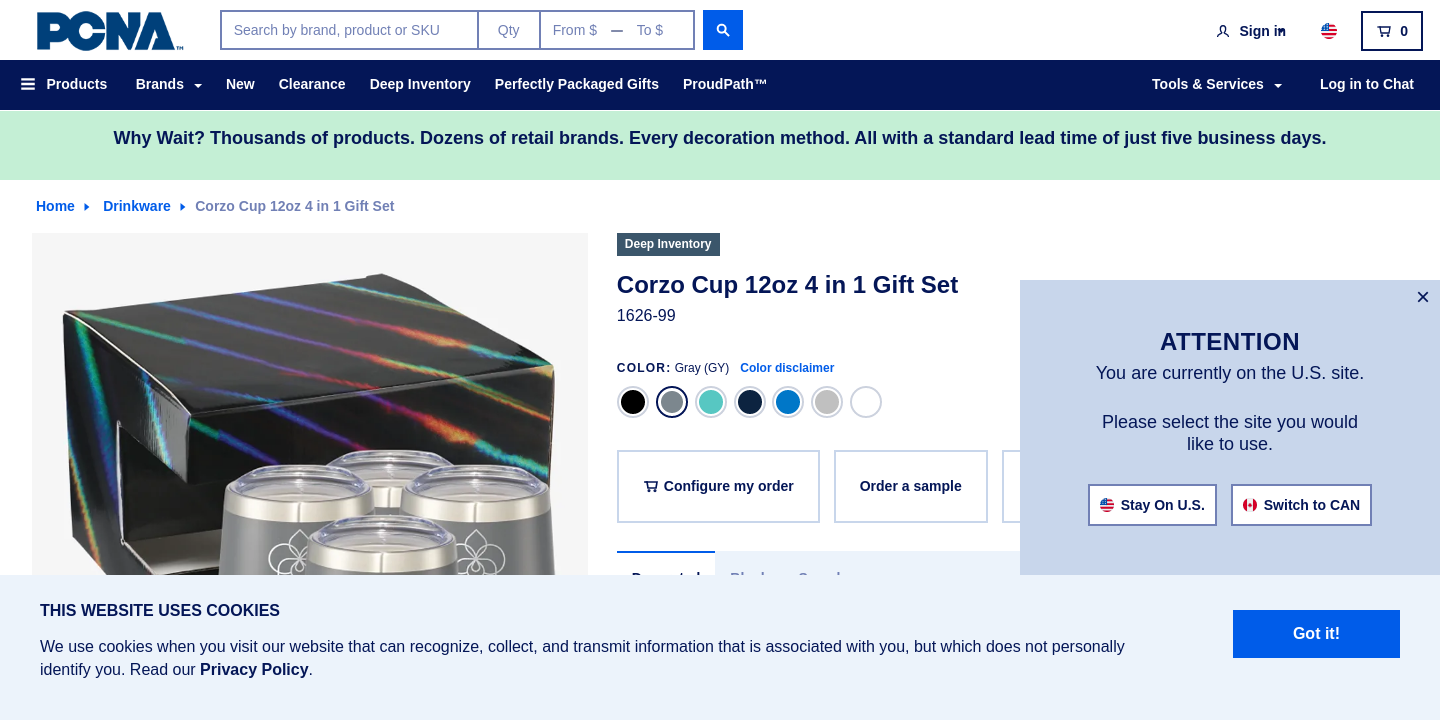 PCNA™
Search by brand, product or SKU
Qty
From $ — To $
Sign in
0
Products
Brands
New
Clearance
Deep Inventory
Perfectly Packaged Gifts
ProudPath™
Tools & Services
Log in to Chat
Why Wait? Thousands of products. Dozens of retail brands. Every decoration method. All with a standard lead time of just five business days.
Home
Drinkware
Corzo Cup 12oz 4 in 1 Gift Set
Deep Inventory
Corzo Cup 12oz 4 in 1 Gift Set
1626-99
COLOR: Gray (GY) Color disclaimer
Configure my order
Order a sample
×
ATTENTION
You are currently on the U.S. site.
Please select the site you would
like to use.
Stay On U.S.
Switch to CAN
THIS WEBSITE USES COOKIES
We use cookies when you visit our website that can recognize, collect, and transmit information that is associated with you, but which does not personally
identify you. Read our Privacy Policy.
Got it!